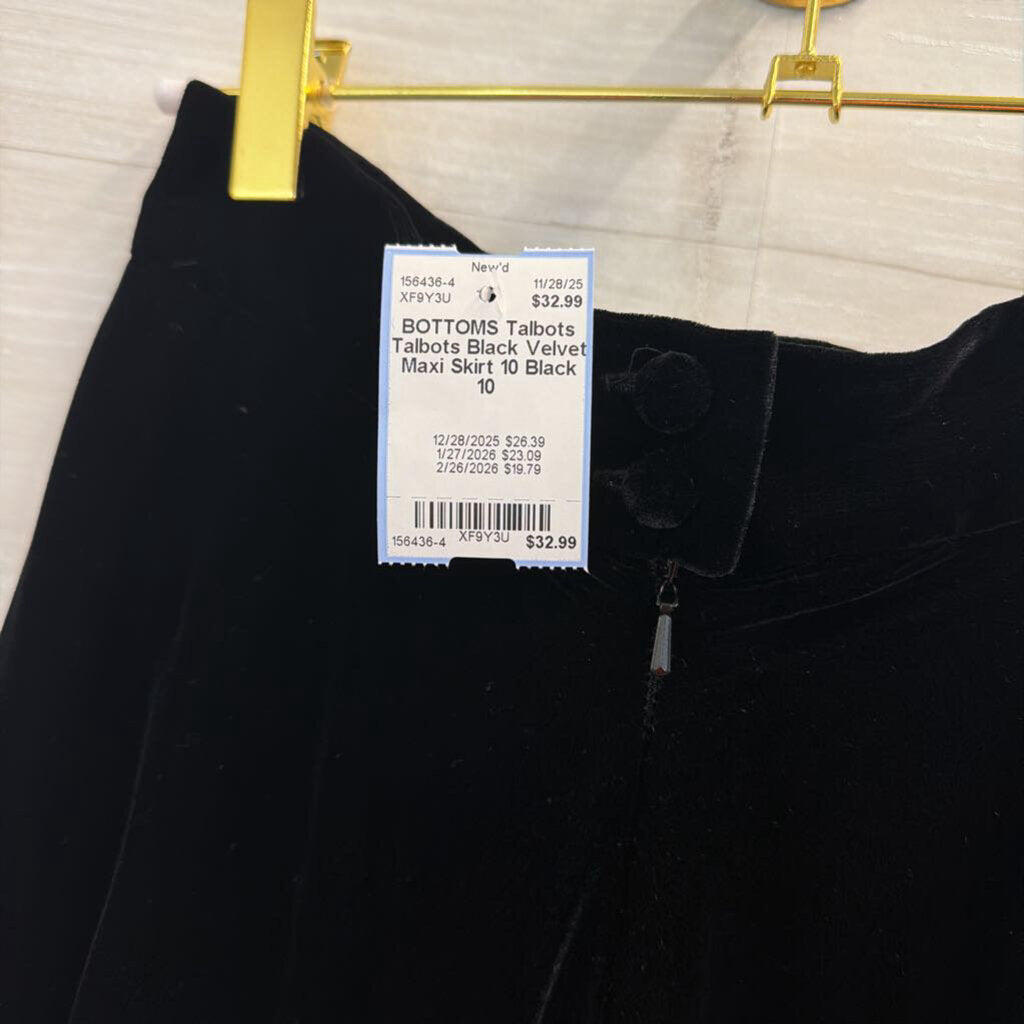 New'd
156436-4 11/28/25
XF9Y3U $32.99
BOTTOMS Talbots
Talbots Black Velvet
Maxi Skirt 10 Black
10
12/28/2025 $26.39
1/27/2026 $23.09
2/26/2026 $19.79
156436-4 XF9Y3U $32.99